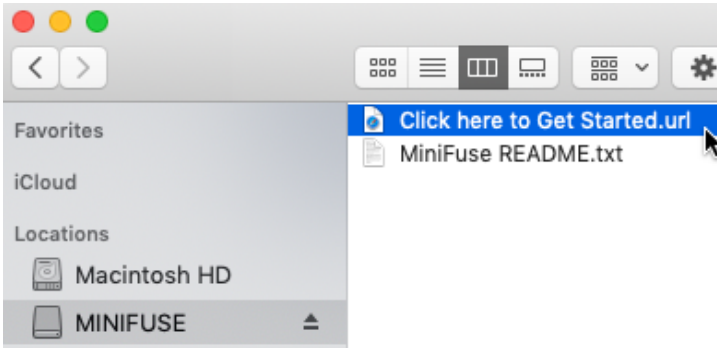 Favorites
iCloud
Locations
Macintosh HD
MINIFUSE
Click here to Get Started.url
MiniFuse README.txt